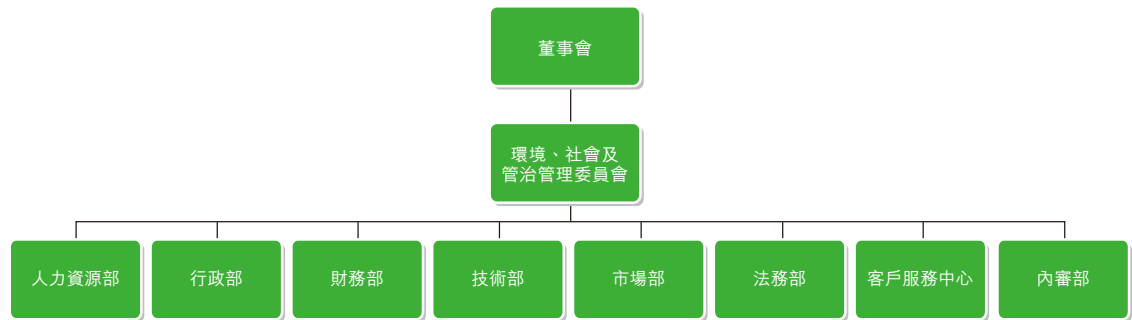 董事會
環境、社會及
管治管理委員會
人力資源部
行政部
財務部
技術部
市場部
法務部
客戶服務中心
內審部